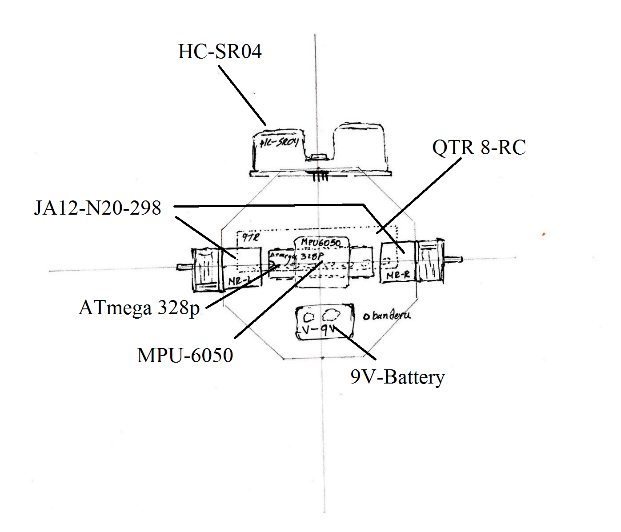 HC-SR04
HC-SR04
QTR 8-RC
JA12-N20-298
QTR
MPU6050
ATmega 328P
M2-L
M2-R
ATmega 328p
V-9V
MPU-6050
9V-Battery